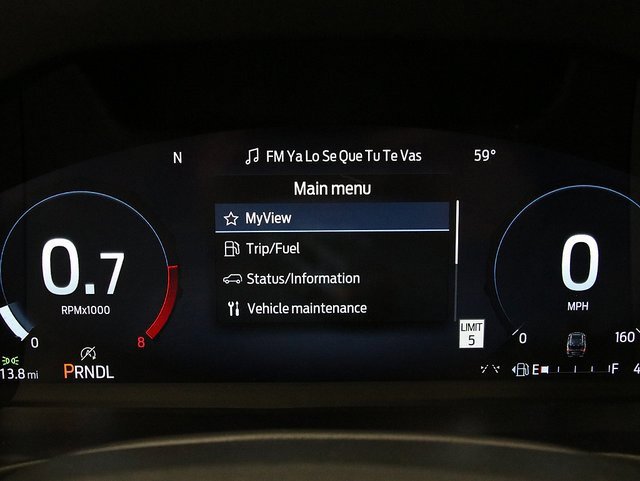 N
FM Ya Lo Se Que Tu Te Vas
59°
Main menu
MyView
Trip/Fuel
Status/Information
Vehicle maintenance
0.7
RPMx1000
0
8
0
MPH
0
160
LIMIT
5
13.8 mi
PRNDL
E
F
4